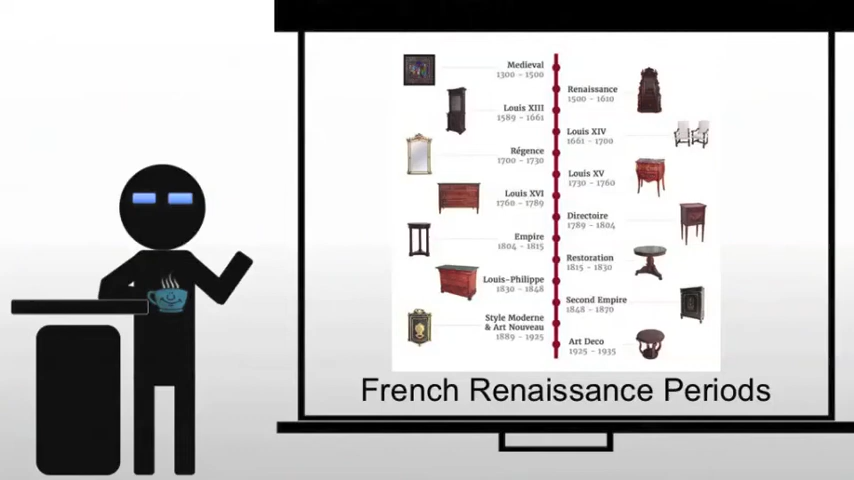 Medieval
1300 - 1500
Renaissance
1500 - 1610
Louis XIII
1589 - 1661
Louis XIV
1661 - 1700
Régence
1700 - 1730
Louis XV
1730 - 1760
Louis XVI
1760 - 1789
Directoire
1789 - 1804
Empire
1804 - 1815
Restoration
1815 - 1830
Louis-Philippe
1830 - 1848
Second Empire
1848 - 1870
Style Moderne
& Art Nouveau
1889 - 1925
Art Deco
1925 - 1935
French Renaissance Periods